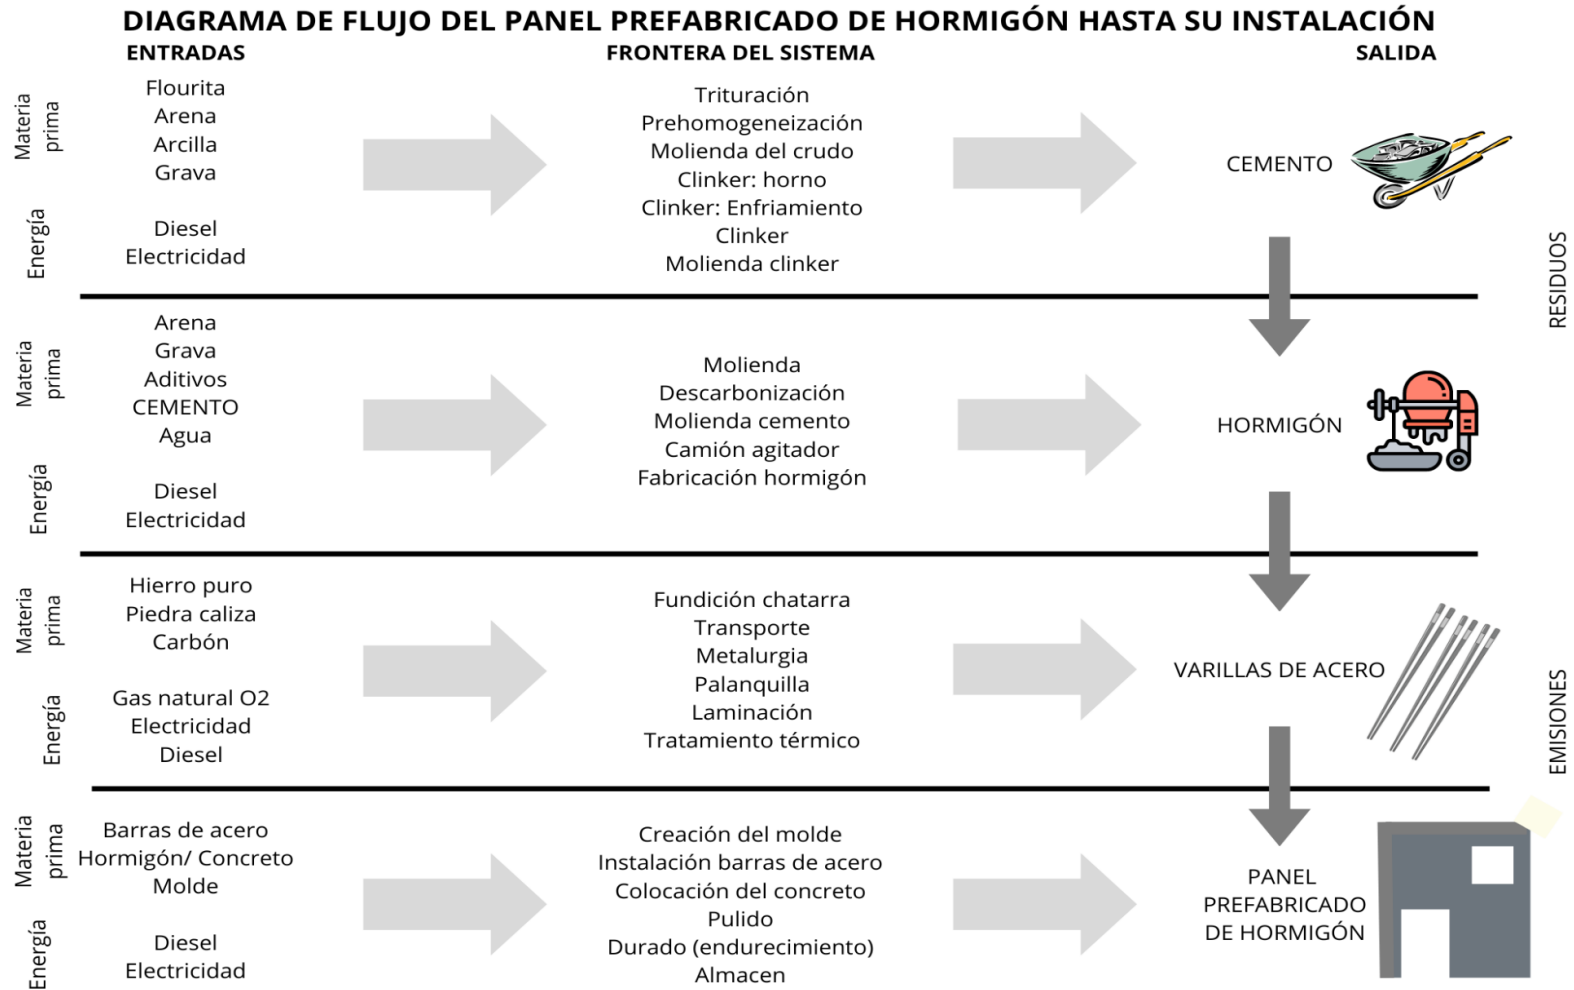 DIAGRAMA DE FLUJO DEL PANEL PREFABRICADO DE HORMIGÓN HASTA SU INSTALACIÓN
ENTRADAS
FRONTERA DEL SISTEMA
SALIDA
Materia
prima
Flourita
Arena
Arcilla
Grava
Energía
Diesel
Electricidad
Trituración
Prehomogeneización
Molienda del crudo
Clinker: horno
Clinker: Enfriamiento
Clinker
Molienda clinker
CEMENTO
RESIDUOS
Materia
prima
Arena
Grava
Aditivos
CEMENTO
Agua
Energía
Diesel
Electricidad
Molienda
Descarbonización
Molienda cemento
Camión agitador
Fabricación hormigón
HORMIGÓN
Materia
prima
Hierro puro
Piedra caliza
Carbón
Energía
Gas natural O2
Electricidad
Diesel
Fundición chatarra
Transporte
Metalurgia
Palanquilla
Laminación
Tratamiento térmico
VARILLAS DE ACERO
EMISIONES
Materia
prima
Barras de acero
Hormigón/ Concreto
Molde
Energía
Diesel
Electricidad
Creación del molde
Instalación barras de acero
Colocación del concreto
Pulido
Durado (endurecimiento)
Almacen
PANEL
PREFABRICADO
DE HORMIGÓN